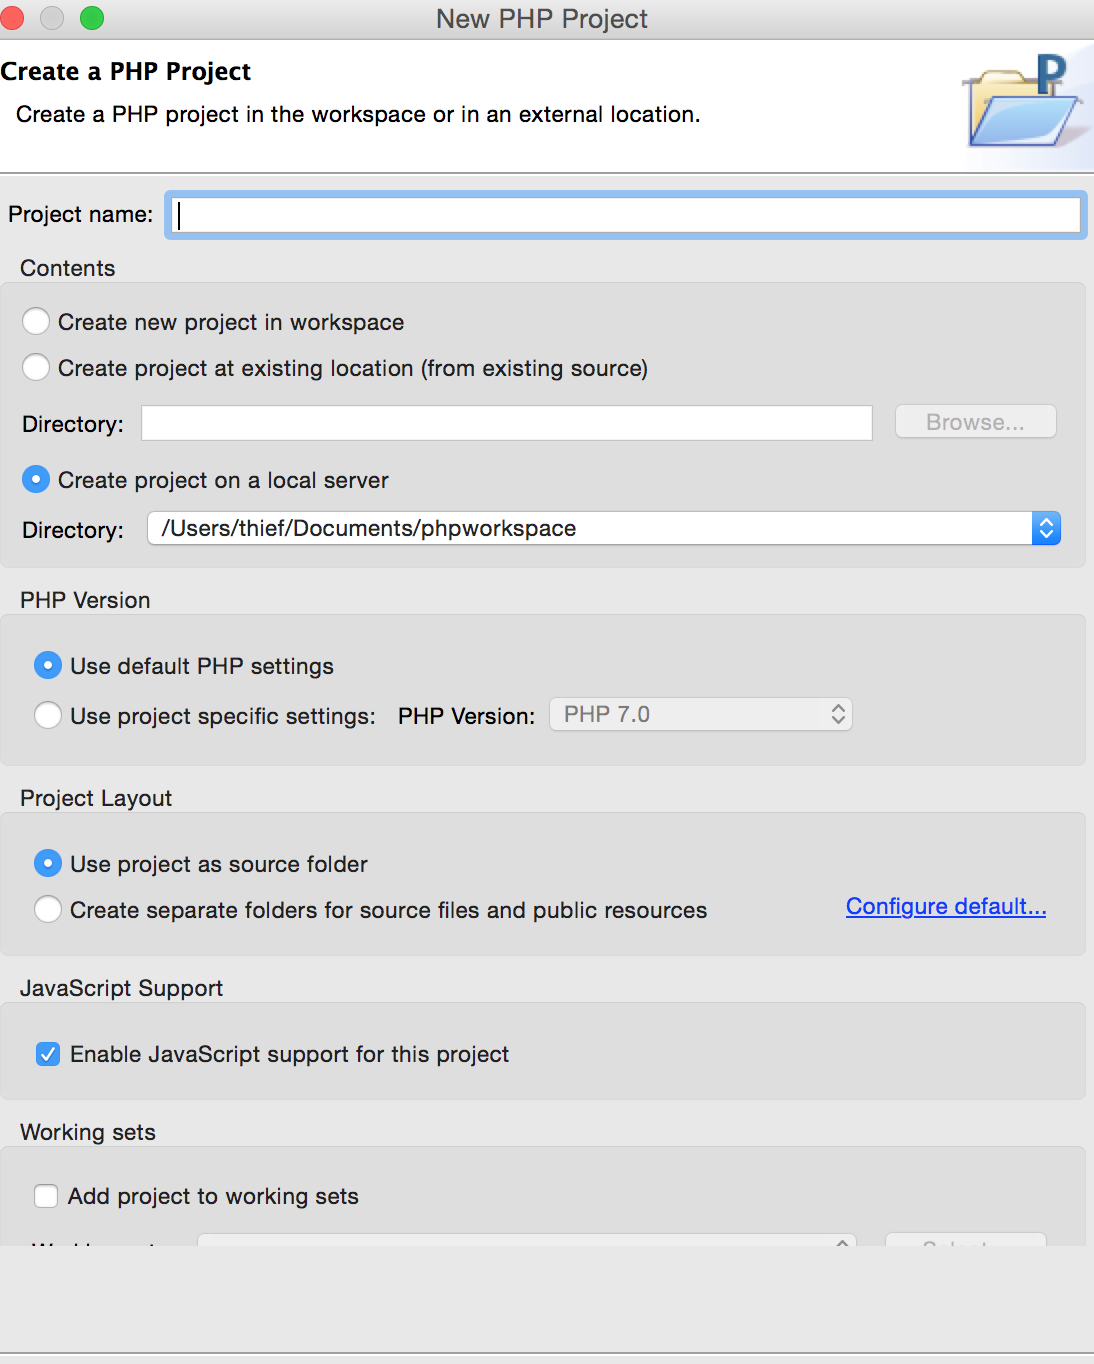 New PHP Project
Create a PHP Project
P
Create a PHP project in the workspace or in an external location.
Project name:
Contents
Create new project in workspace
Create project at existing location (from existing source)
Directory: Browse...
Create project on a local server
Directory: /Users/thief/Documents/phpworkspace
PHP Version
Use default PHP settings
Use project specific settings: PHP Version: PHP 7.0
Project Layout
Use project as source folder
Create separate folders for source files and public resources Configure default...
JavaScript Support
Enable JavaScript support for this project
Working sets
Add project to working sets